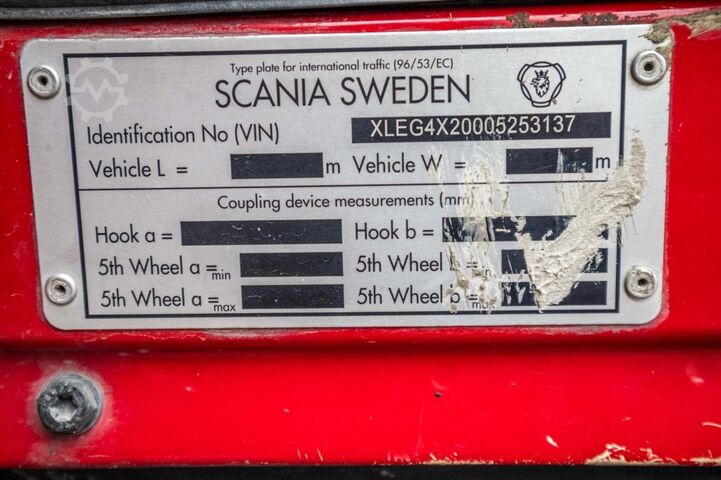 Type plate for international traffic (96/53/EC)
SCANIA SWEDEN
Identification No (VIN) XLEG4X20005253137
Vehicle L = m Vehicle W = m
Coupling device measurements (mm
Hook a = Hook b =
5th Wheel a =min 5th Wheel b
5th Wheel a =max 5th Wheel b